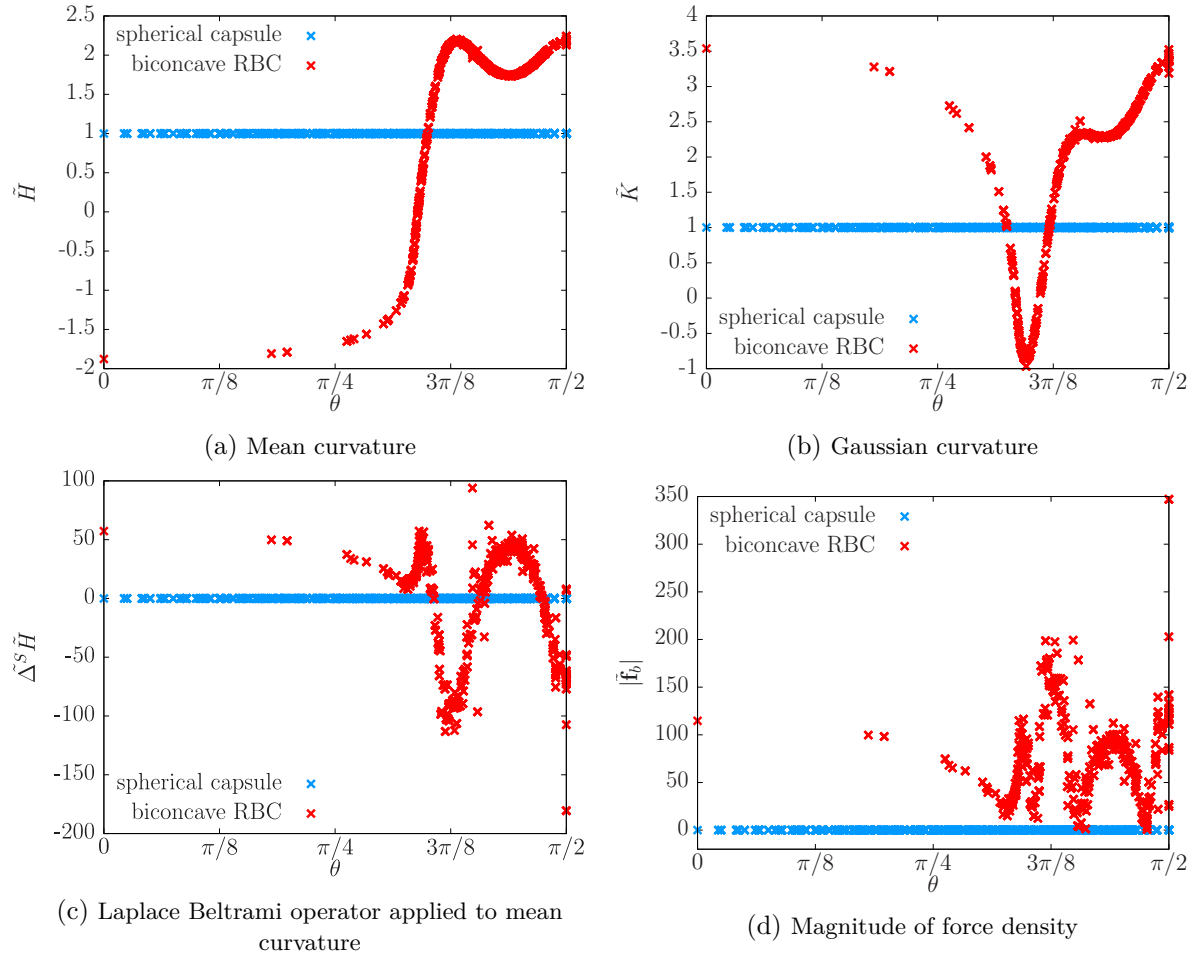 2.5
2
1.5
1
0.5
0
-0.5
-1
-1.5
-2
H̃
spherical capsule
biconcave RBC
0 π/8 π/4 3π/8 π/2
θ
(a) Mean curvature
4
3.5
3
2.5
2
1.5
1
0.5
0
-0.5
-1
K̃
spherical capsule
biconcave RBC
0 π/8 π/4 3π/8 π/2
θ
(b) Gaussian curvature
100
50
0
-50
-100
-150
-200
Δ̃ˢH̃
spherical capsule
biconcave RBC
0 π/8 π/4 3π/8 π/2
θ
(c) Laplace Beltrami operator applied to mean
curvature
350
300
250
200
150
100
50
0
|f̃_b|
spherical capsule
biconcave RBC
0 π/8 π/4 3π/8 π/2
θ
(d) Magnitude of force density